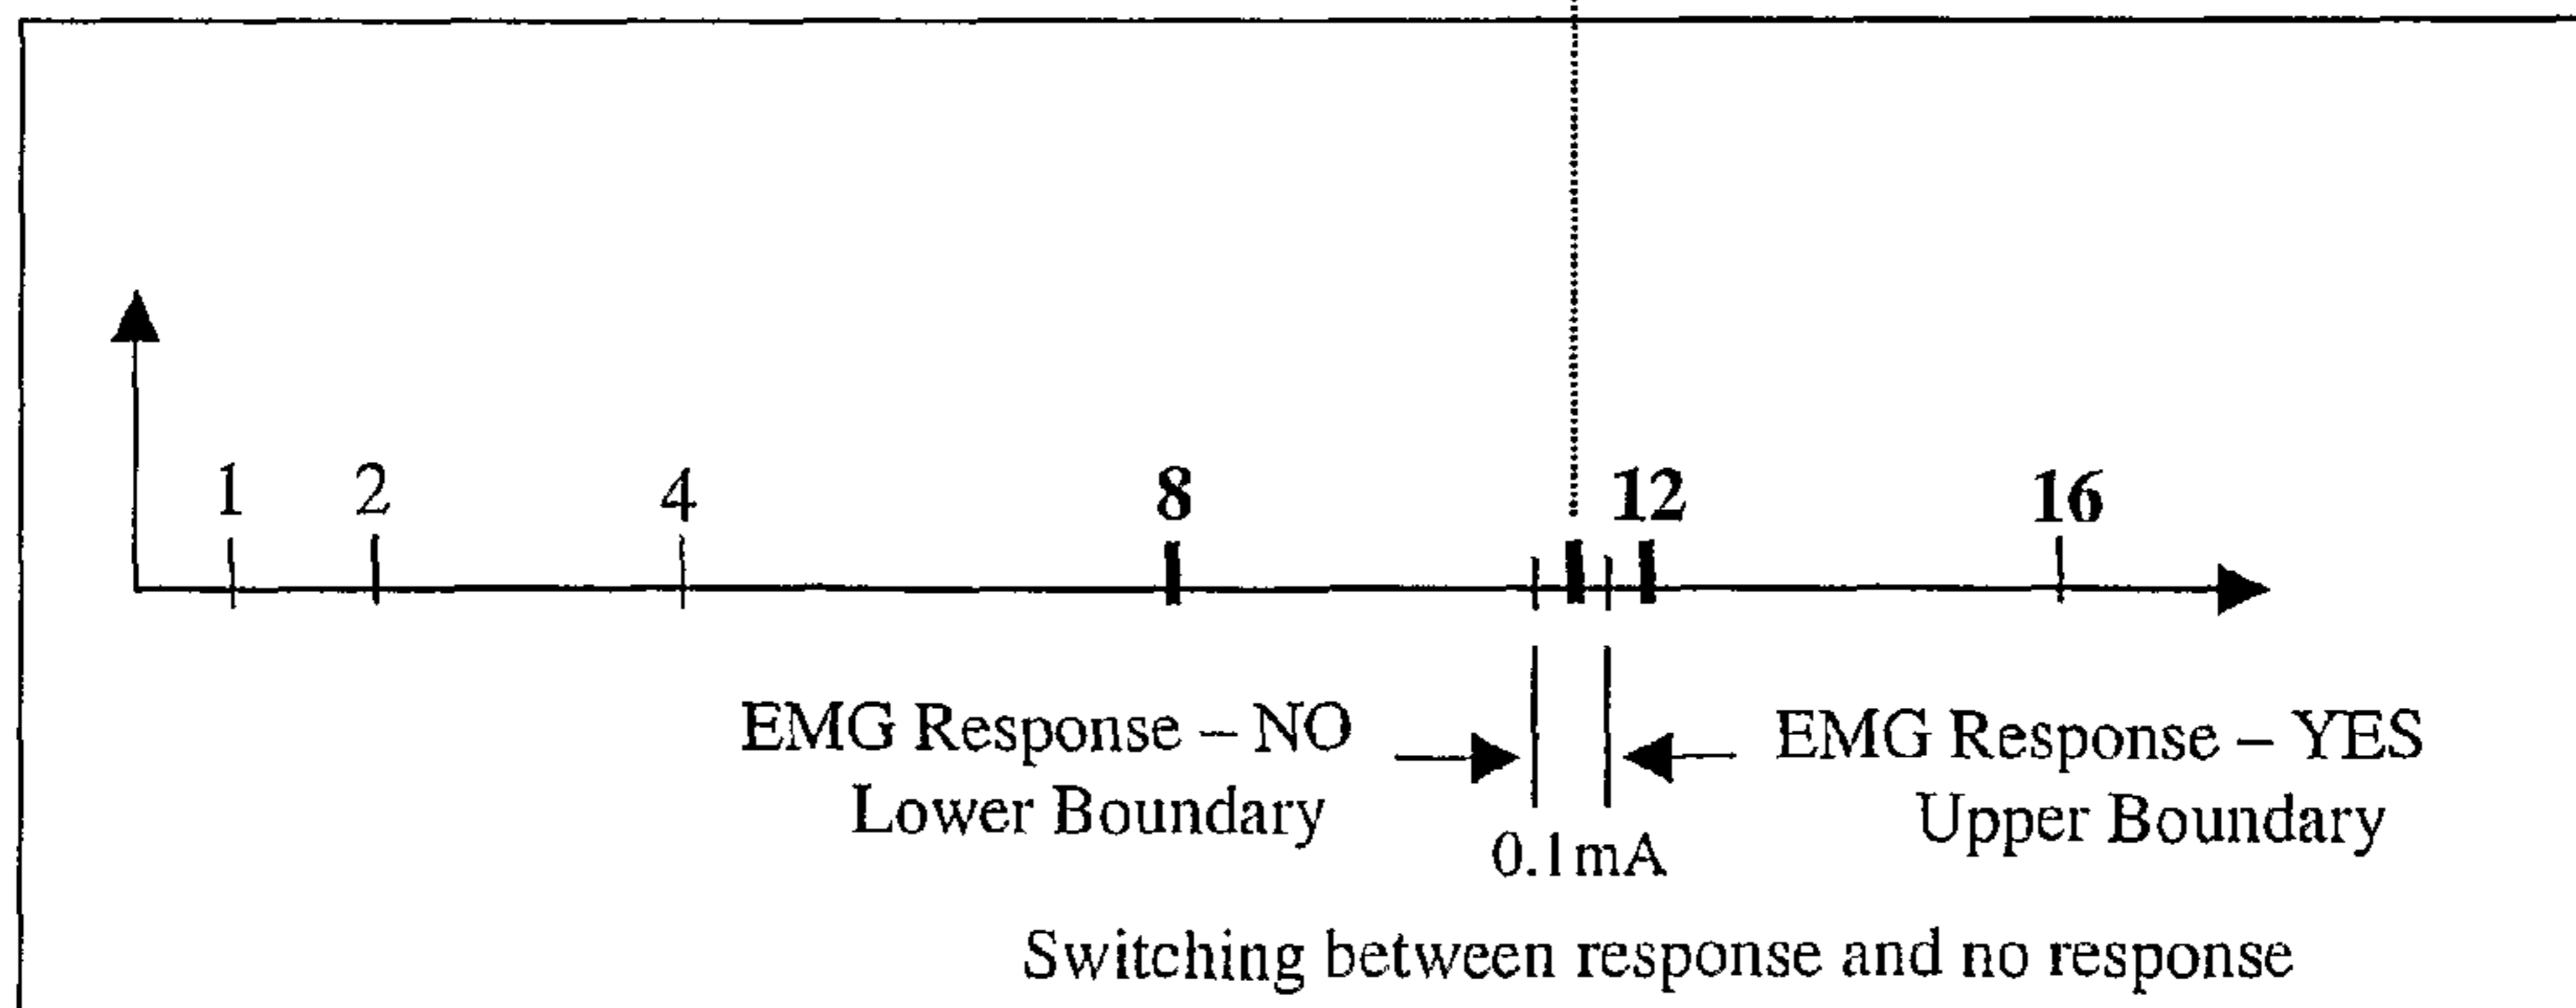 1 2 4 8 12 16
EMG Response – NO
Lower Boundary
EMG Response – YES
Upper Boundary
0.1mA
Switching between response and no response